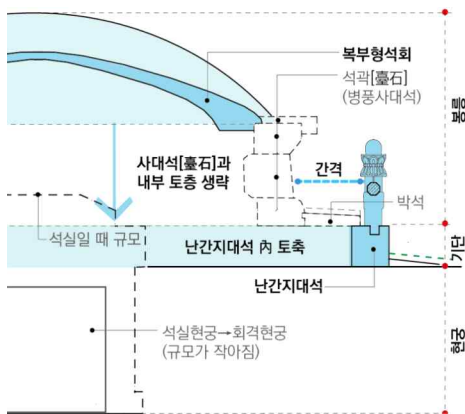 복부형석회
석곽[臺石]
(병풍사대석)
봉릉
사대석[臺石]과
내부 토층 생략
간격
박석
석실일 때 규모
난간지대석 內 토축
기단
난간지대석
석실현궁→회격현궁
(규모가 작아짐)
현궁